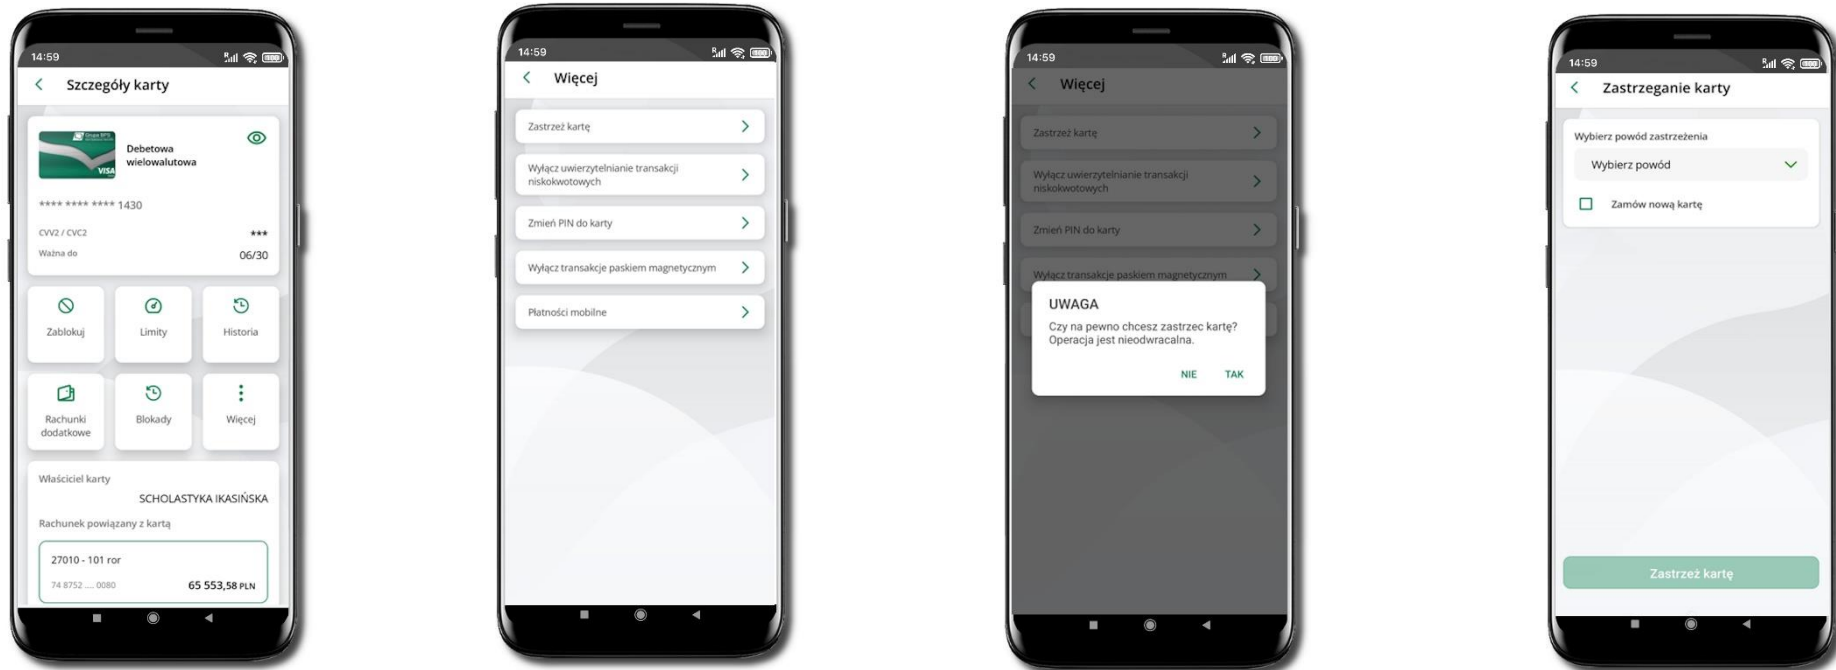 14:59
Szczegóły karty
Grupa BPS
VISA
Debetowa
wielowalutowa
**** **** **** 1430
CVV2 / CVC2
***
Ważna do
06/30
Zablokuj
Limity
Historia
Rachunki
dodatkowe
Blokady
Więcej
Właściciel karty
SCHOLASTYKA IKASIŃSKA
Rachunek powiązany z kartą
27010 - 101 ror
74 8752 .... 0080
65 553,58 PLN
14:59
Więcej
Zastrzeż kartę
Wyłącz uwierzytelnianie transakcji
niskokwotowych
Zmień PIN do karty
Wyłącz transakcje paskiem magnetycznym
Płatności mobilne
14:59
Więcej
Zastrzeż kartę
Wyłącz uwierzytelnianie transakcji
niskokwotowych
Zmień PIN do karty
Wyłącz transakcje paskiem magnetycznym
UWAGA
Czy na pewno chcesz zastrzec kartę?
Operacja jest nieodwracalna.
NIE
TAK
14:59
Zastrzeganie karty
Wybierz powód zastrzeżenia
Wybierz powód
Zamów nową kartę
Zastrzeż kartę